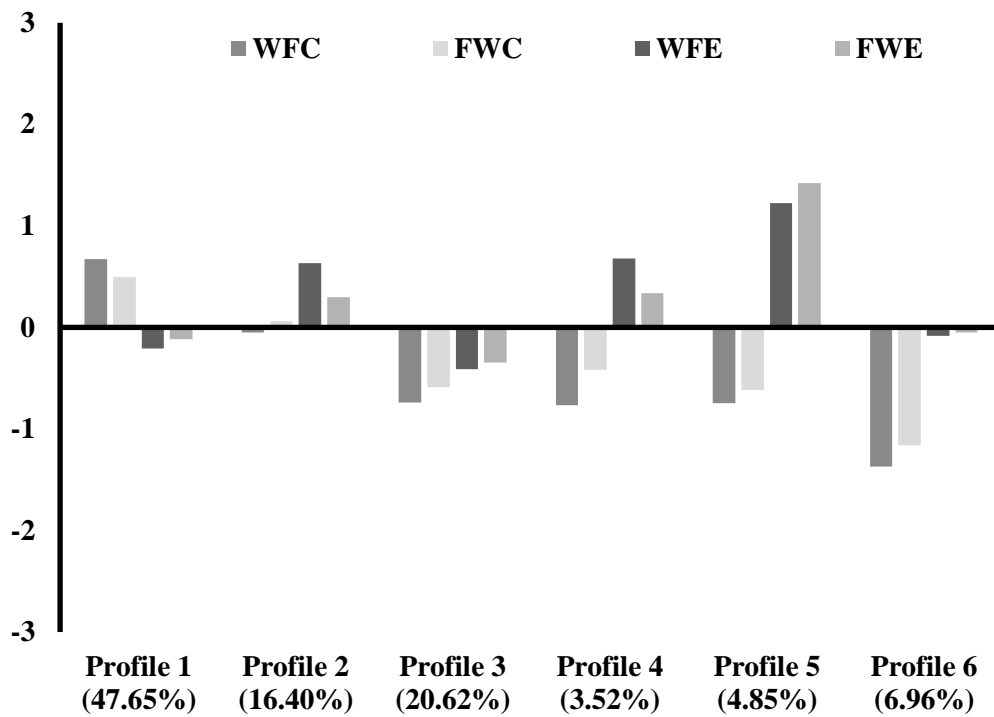 3
WFC FWC WFE FWE
2
1
0
-1
-2
-3
Profile 1 Profile 2 Profile 3 Profile 4 Profile 5 Profile 6
(47.65%) (16.40%) (20.62%) (3.52%) (4.85%) (6.96%)